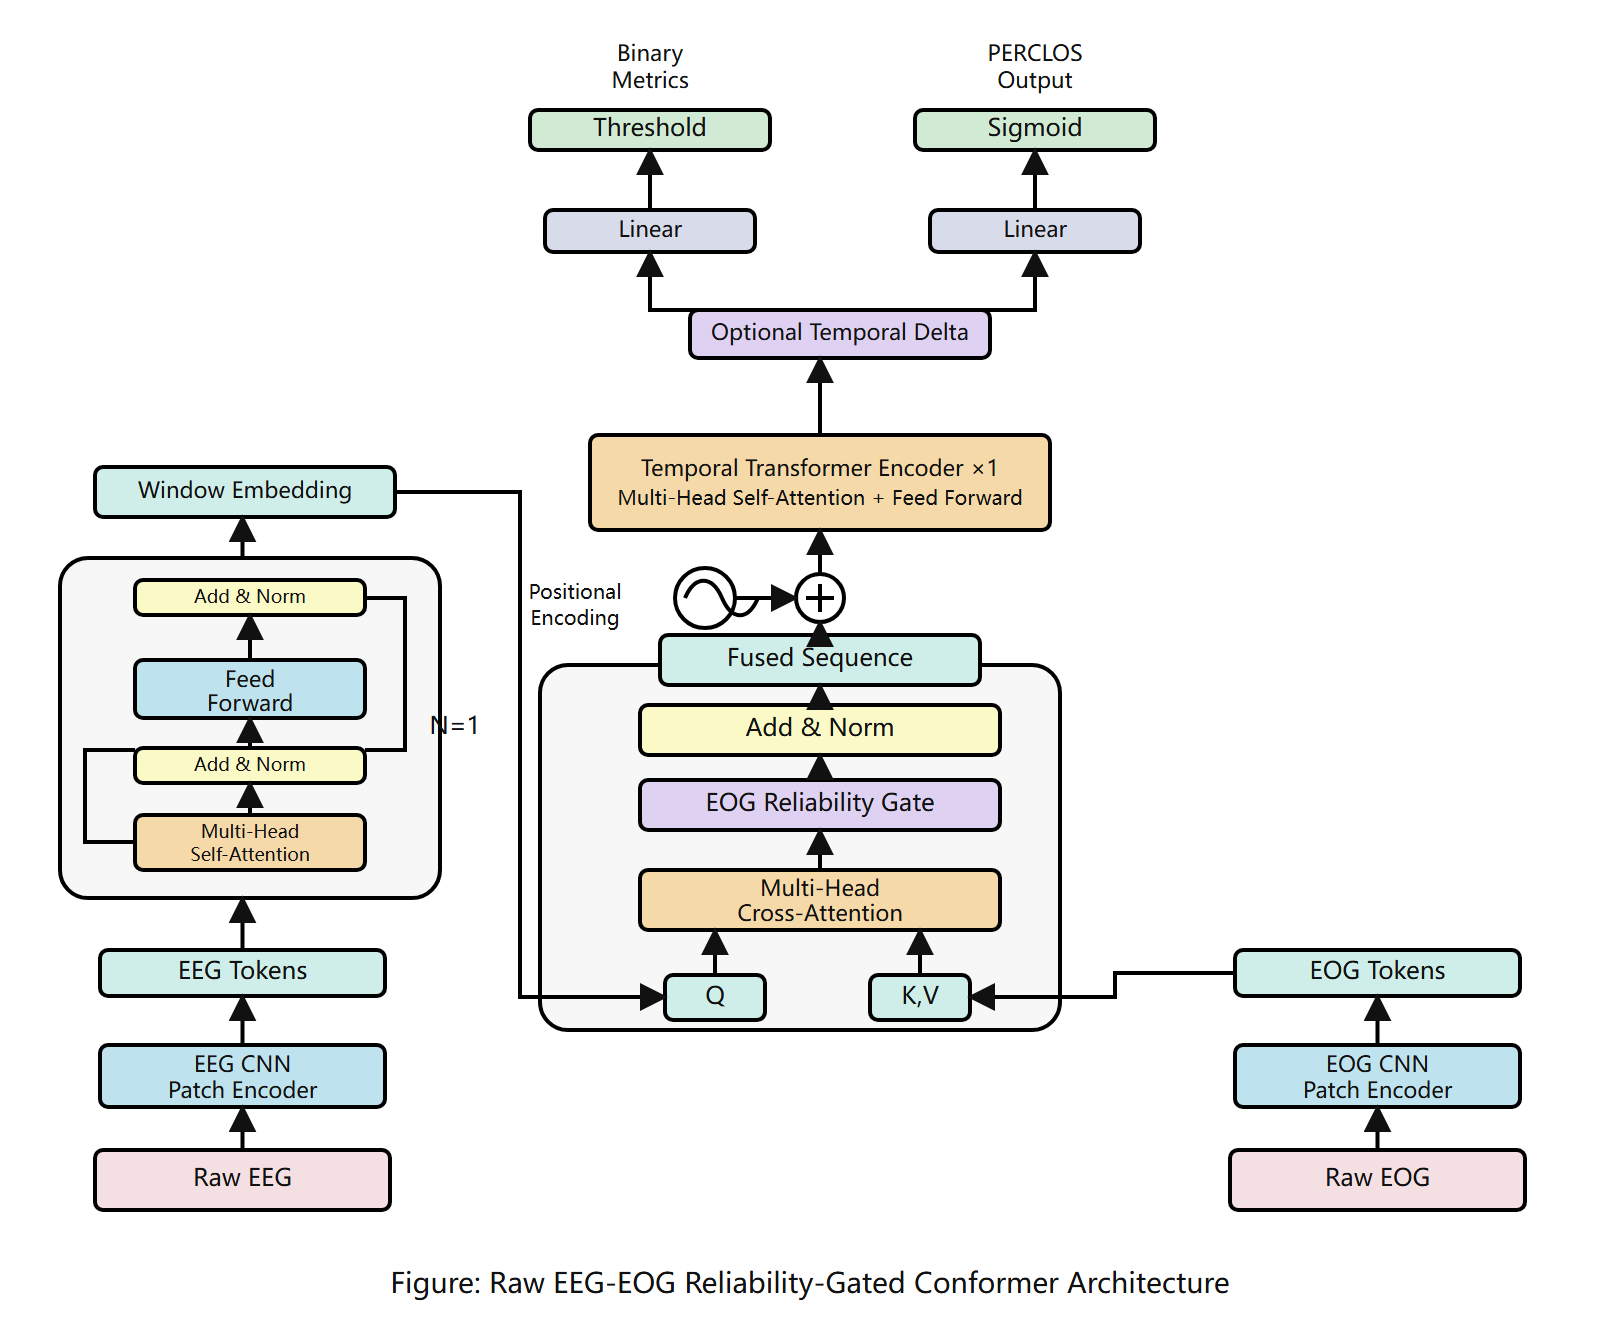 Binary
Metrics
PERCLOS
Output
Threshold
Sigmoid
Linear
Linear
Optional Temporal Delta
Temporal Transformer Encoder ×1
Multi-Head Self-Attention + Feed Forward
Window Embedding
Positional
Encoding
Add & Norm
Feed
Forward
N=1
Add & Norm
Multi-Head
Self-Attention
Fused Sequence
Add & Norm
EOG Reliability Gate
Multi-Head
Cross-Attention
Q
K,V
EEG Tokens
EOG Tokens
EEG CNN
Patch Encoder
EOG CNN
Patch Encoder
Raw EEG
Raw EOG
Figure: Raw EEG-EOG Reliability-Gated Conformer Architecture